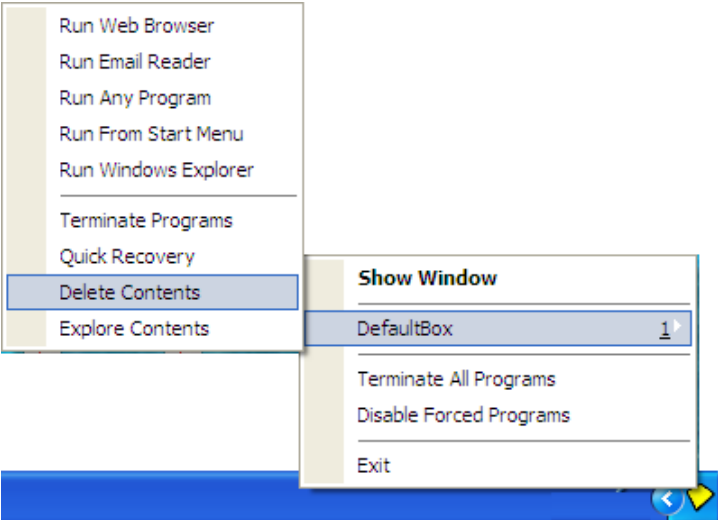 Run Web Browser
Run Email Reader
Run Any Program
Run From Start Menu
Run Windows Explorer
Terminate Programs
Quick Recovery
Delete Contents
Explore Contents
Show Window
DefaultBox 1
Terminate All Programs
Disable Forced Programs
Exit